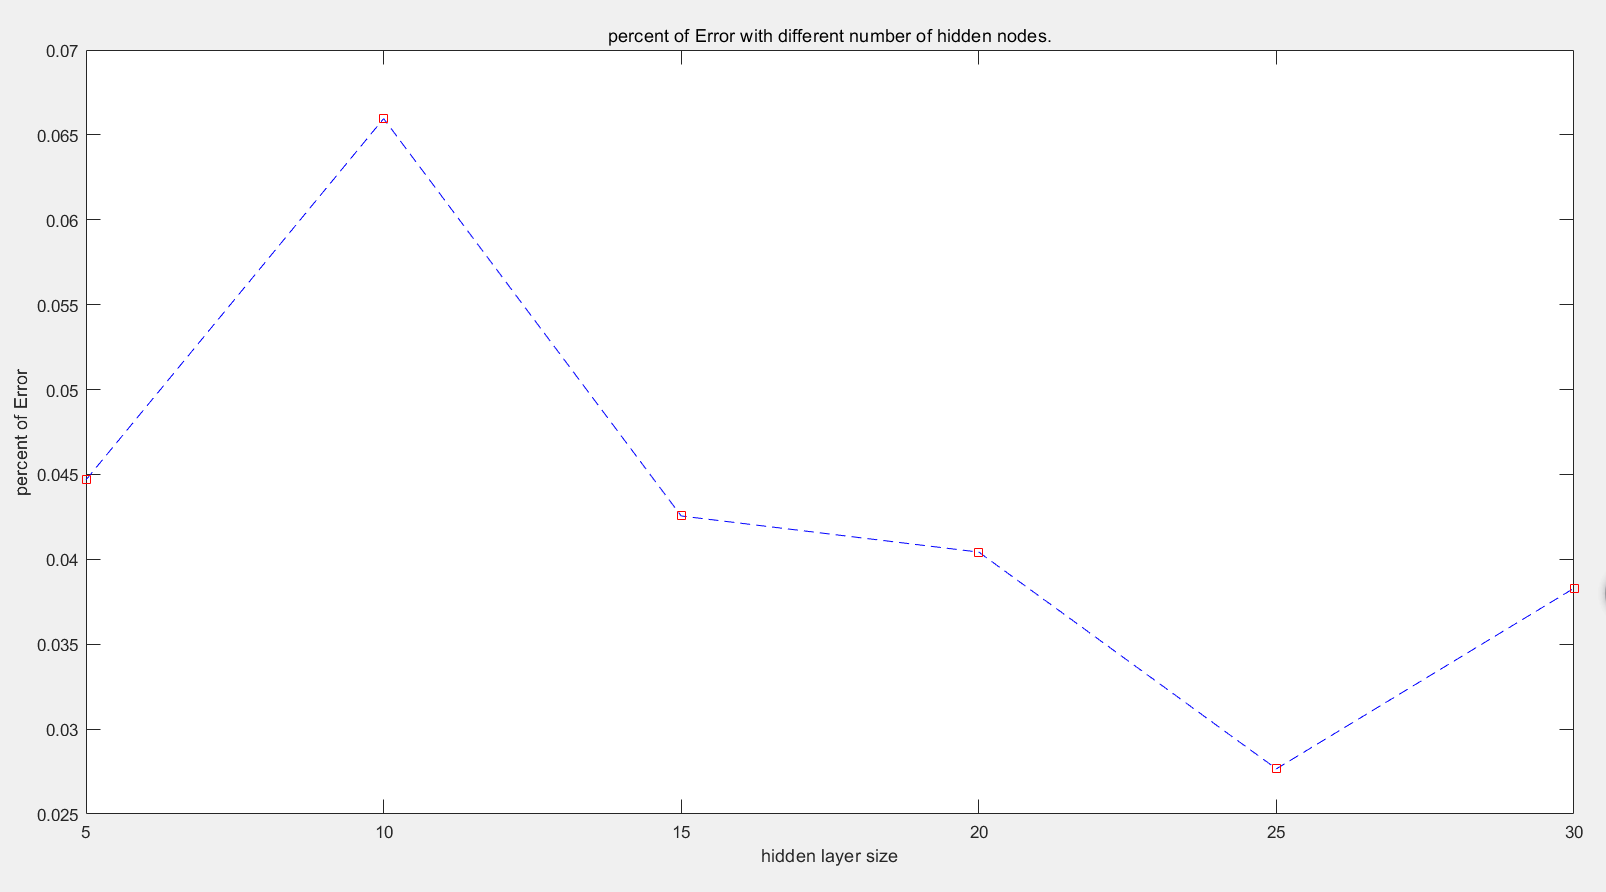 percent of Error with different number of hidden nodes.
0.07
0.065
0.06
0.055
0.05
0.045
0.04
0.035
0.03
0.025
percent of Error
5 10 15 20 25 30
hidden layer size